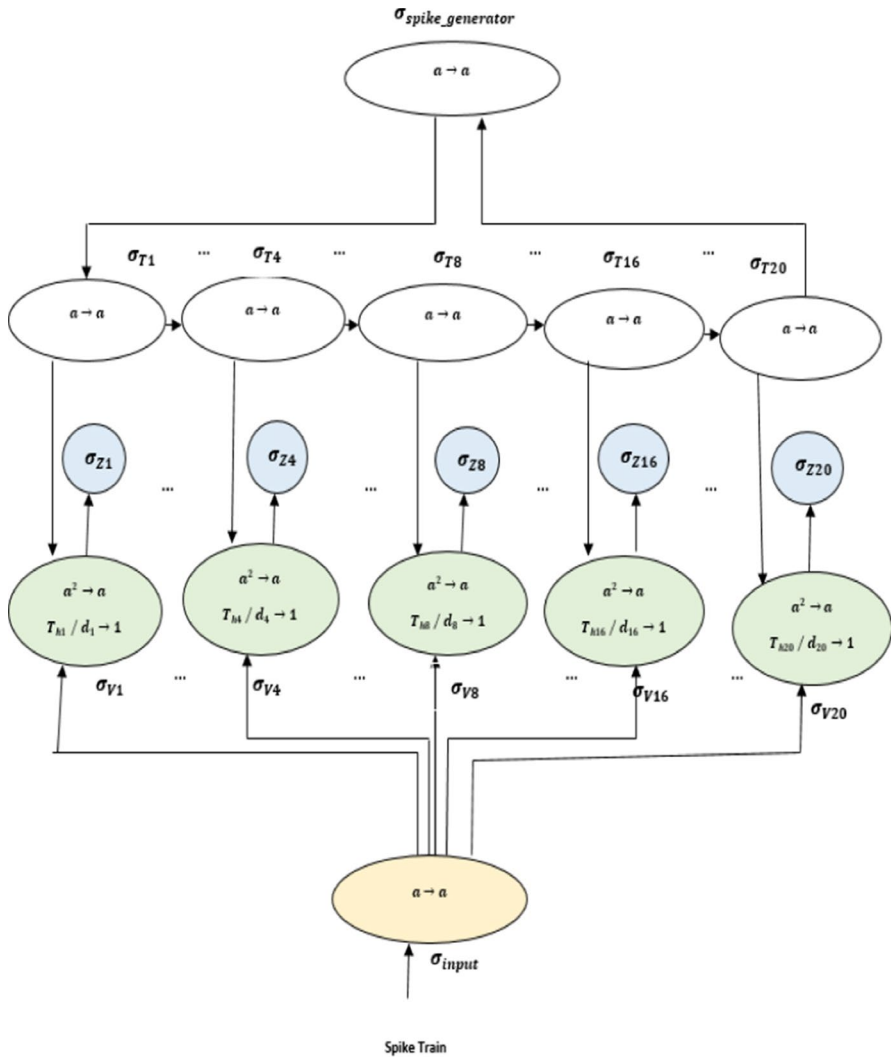 σspike_generator
a → a
σT1 ... σT4 ... σT8 ... σT16 ... σT20
a → a a → a a → a a → a a → a
σZ1 σZ4 σZ8 σZ16 σZ20
... ... ... ...
a² → a a² → a a² → a a² → a a² → a
Th1 / d1 → 1 Th4 / d4 → 1 Th8 / d8 → 1 Th16 / d16 → 1 Th20 / d20 → 1
σV1 ... σV4 ... σV8 ... σV16 ... σV20
a → a
σinput
Spike Train